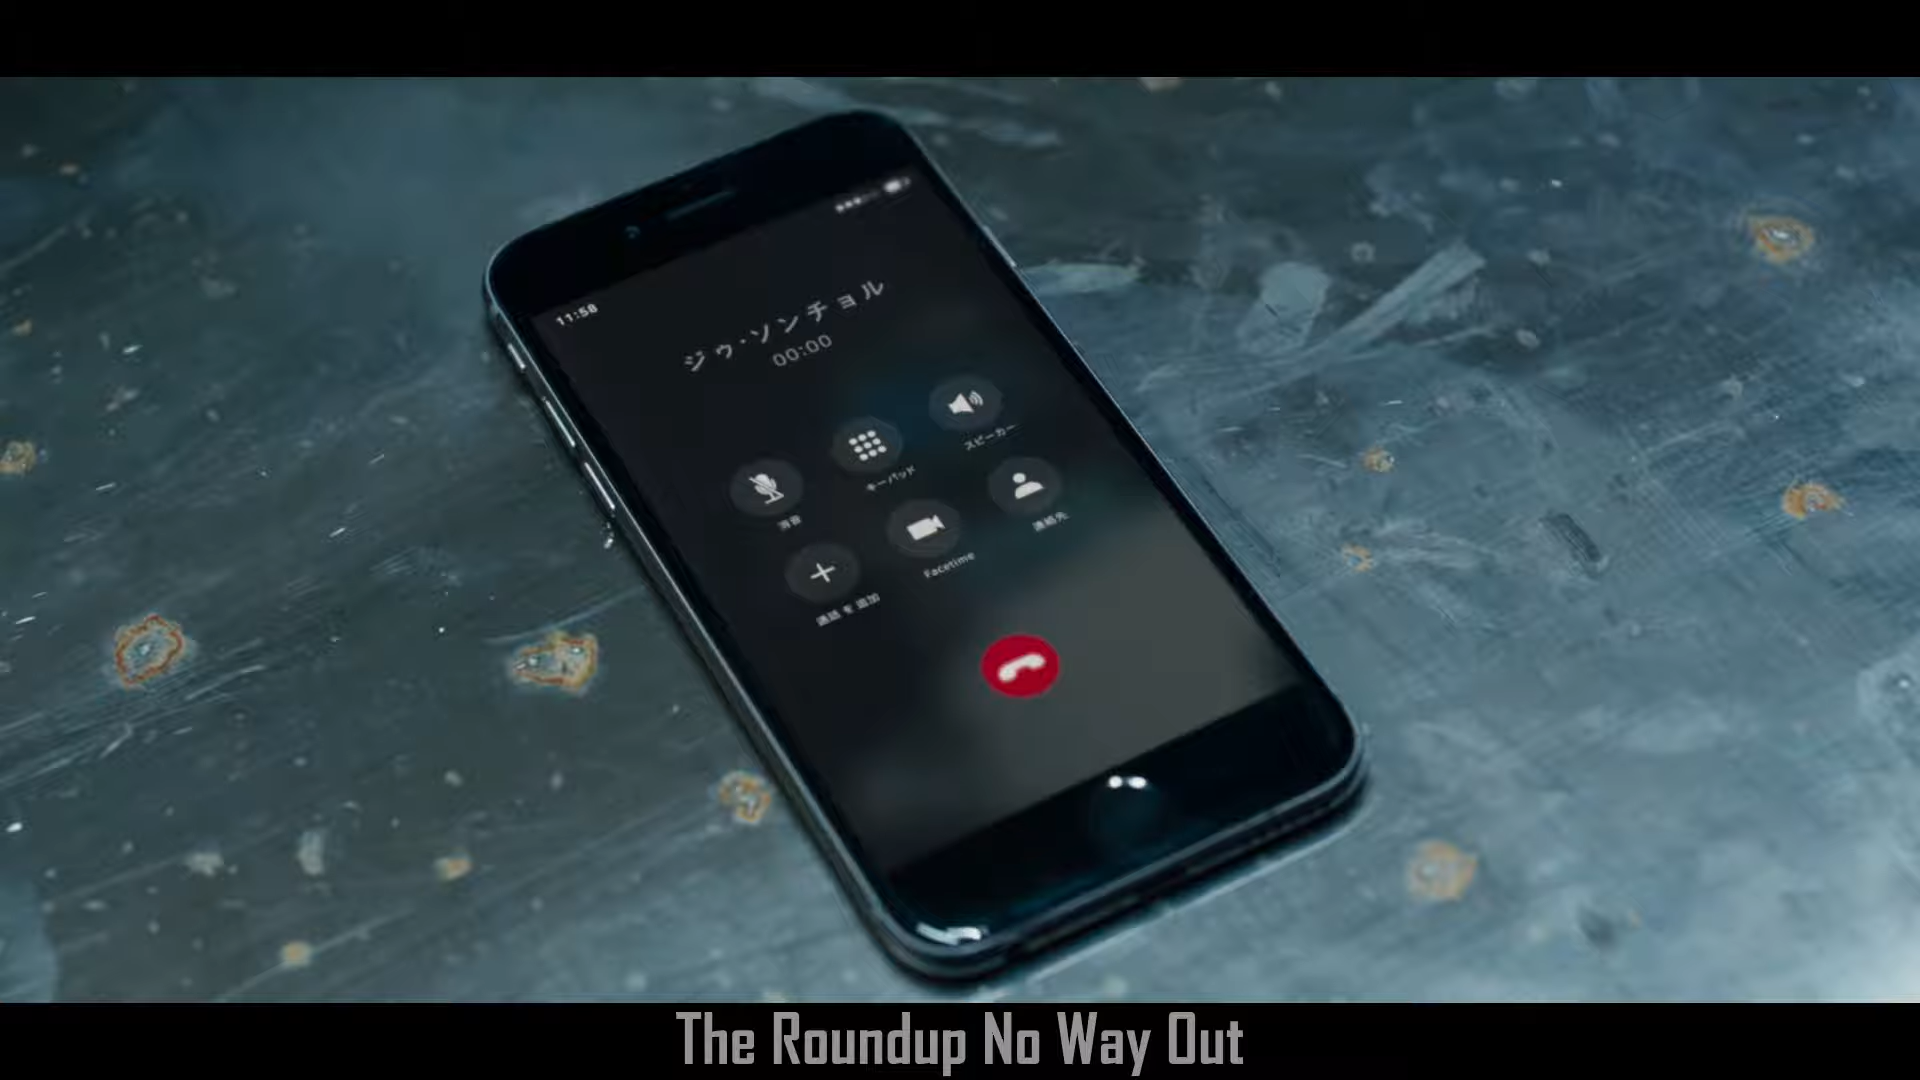 11:58
ジゥ・ソンチョル
00:00
消音
キーパッド
スピーカー
通話を追加
Facetime
連絡先
The Roundup No Way Out